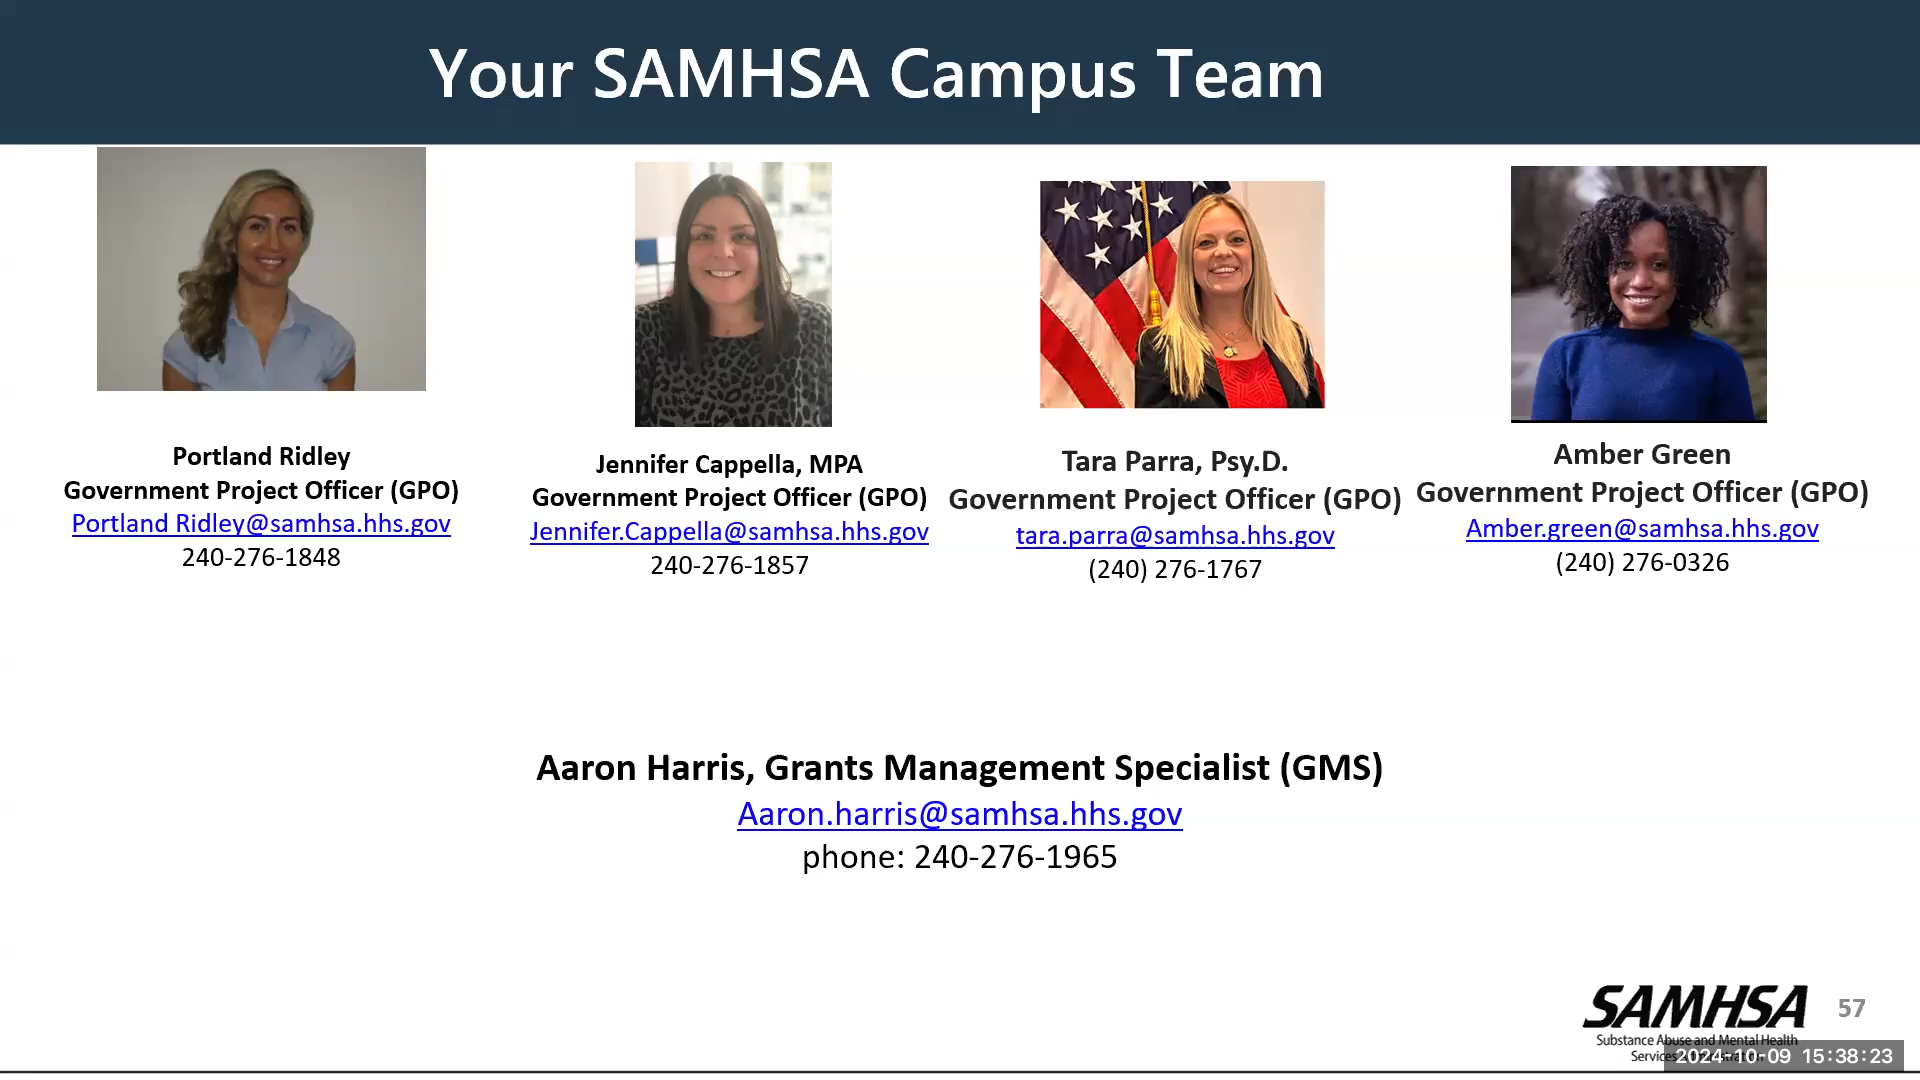 Your SAMHSA Campus Team
Portland Ridley
Government Project Officer (GPO)
Portland Ridley@samhsa.hhs.gov
240-276-1848
Jennifer Cappella, MPA
Government Project Officer (GPO)
Jennifer.Cappella@samhsa.hhs.gov
240-276-1857
Tara Parra, Psy.D.
Government Project Officer (GPO)
tara.parra@samhsa.hhs.gov
(240) 276-1767
Amber Green
Government Project Officer (GPO)
Amber.green@samhsa.hhs.gov
(240) 276-0326
Aaron Harris, Grants Management Specialist (GMS)
Aaron.harris@samhsa.hhs.gov
phone: 240-276-1965
SAMHSA
Substance Abuse and Mental Health
57
2024-10-09 15:38:23